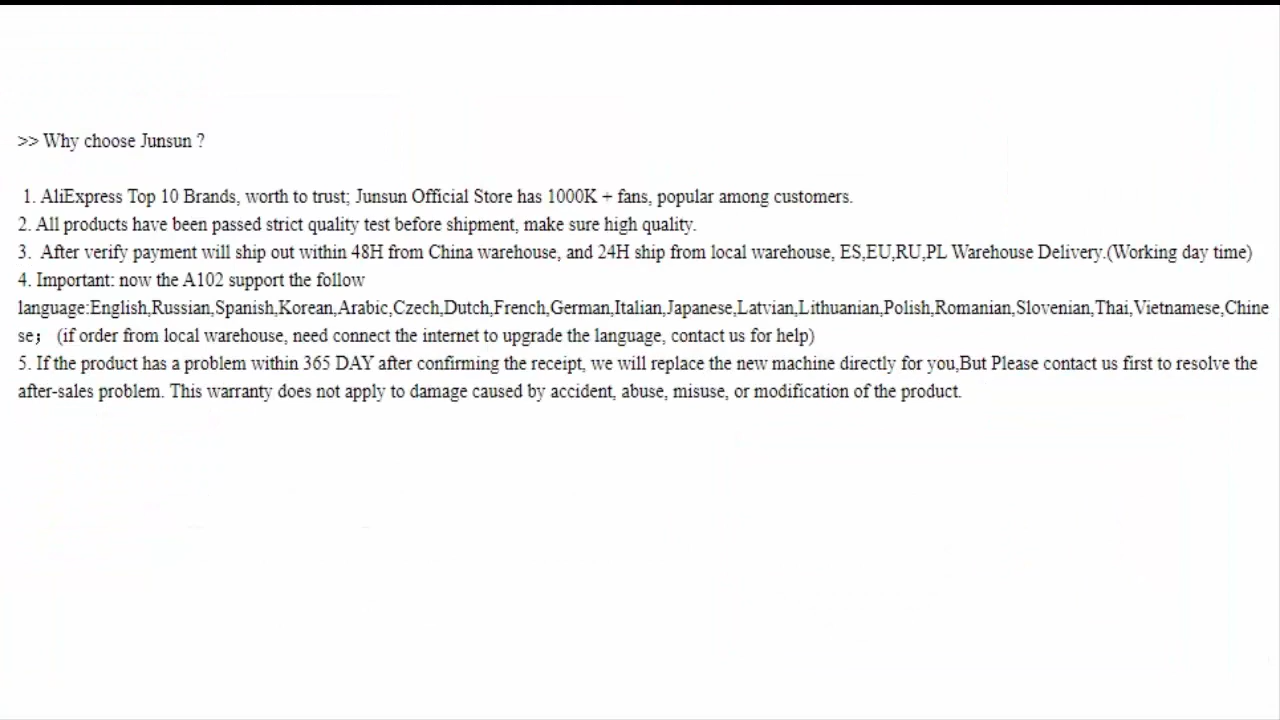 >> Why choose Junsun ?
1. AliExpress Top 10 Brands, worth to trust; Junsun Official Store has 1000K + fans, popular among customers.
2. All products have been passed strict quality test before shipment, make sure high quality.
3.  After verify payment will ship out within 48H from China warehouse, and 24H ship from local warehouse, ES,EU,RU,PL Warehouse Delivery.(Working day time)
4. Important: now the A102 support the follow
language:English,Russian,Spanish,Korean,Arabic,Czech,Dutch,French,German,Italian,Japanese,Latvian,Lithuanian,Polish,Romanian,Slovenian,Thai,Vietnamese,Chine
se； (if order from local warehouse, need connect the internet to upgrade the language, contact us for help)
5. If the product has a problem within 365 DAY after confirming the receipt, we will replace the new machine directly for you,But Please contact us first to resolve the
after-sales problem. This warranty does not apply to damage caused by accident, abuse, misuse, or modification of the product.